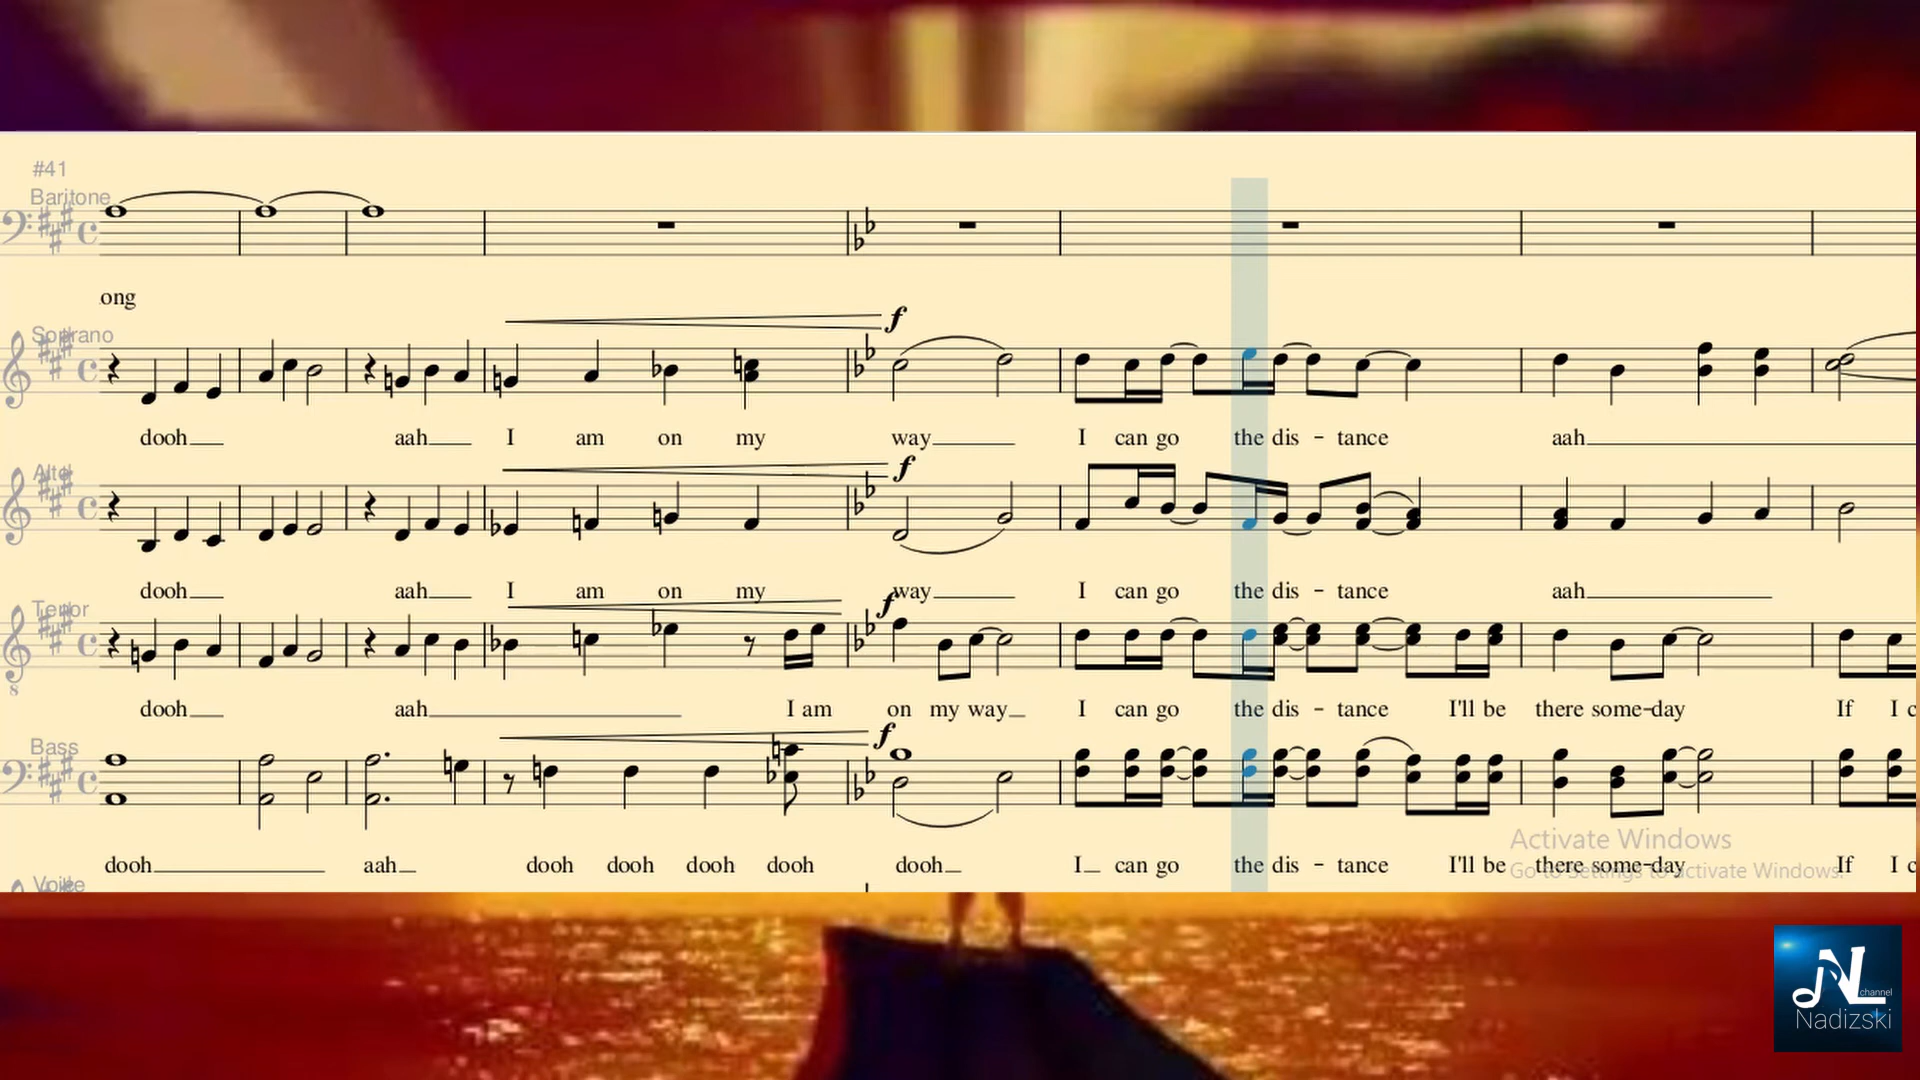 #41
Baritone
ong
f
Soprano
dooh aah I am on my way I can go the dis - tance aah
f
dooh aah I am on my way I can go the dis - tance aah
Tenor
f
8
dooh aah I am on my way I can go the dis - tance I'll be there some-day If I c
f
Bass
dooh aah dooh dooh dooh dooh dooh I can go the dis - tance I'll be there some-day If I c
Activate Windows
Go to Settings to activate Windows.
NL
channel
Nadizski